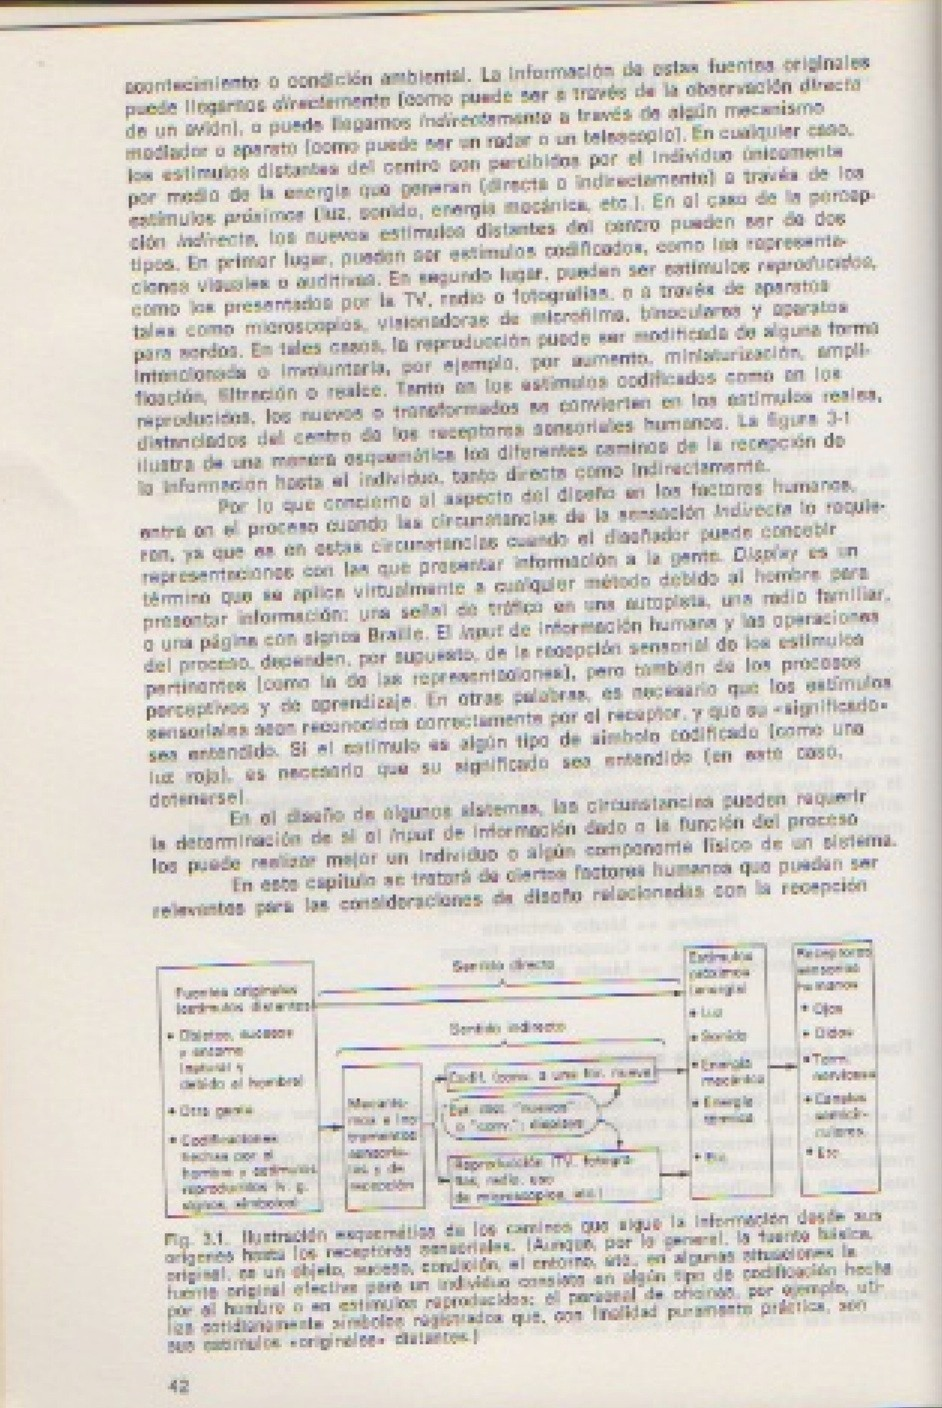 acontecimiento o condición ambiental. La información de estas fuentes originales
puede llegarnos directamente (como puede ser a través de la observación directa
de un avión), o puede llegarnos indirectamente a través de algún mecanismo
mediador o aparato (como puede ser un radar o un telescopio). En cualquier caso,
los estímulos distantes del centro son percibidos por el individuo únicamente
por medio de la energía que generan (directa o indirectamente) a través de los
estímulos próximos (luz, sonido, energía mecánica, etc.). En el caso de la percep-
ción indirecta, los nuevos estímulos distantes del centro pueden ser de dos
tipos. En primer lugar, pueden ser estímulos codificados, como las representa-
ciones visuales o auditivas. En segundo lugar, pueden ser estímulos reproducidos,
como los presentados por la TV, radio o fotografías, o a través de aparatos
tales como microscopios, visionadoras de microfilms, binoculares y aparatos
para sordos. En tales casos, la reproducción puede ser modificada de alguna forma
intencionada o involuntaria, por ejemplo, por aumento, miniaturización, ampli-
ficación, filtración o realce. Tanto en los estímulos codificados como en los
reproducidos, los nuevos o transformados se convierten en los estímulos reales,
distanciados del centro de los receptores sensoriales humanos. La figura 3-1
ilustra de una manera esquemática los diferentes caminos de la recepción de
la información hasta el individuo, tanto directa como indirectamente.
Por lo que concierne al aspecto del diseño en los factores humanos,
entra en el proceso cuando las circunstancias de la sensación indirecta lo requie-
ren, ya que es en estas circunstancias cuando el diseñador puede concebir
representaciones con las que presentar información a la gente. Display es un
término que se aplica virtualmente a cualquier método debido al hombre para
presentar información: una señal de tráfico en una autopista, una radio familiar,
o una página con signos Braille. El input de información humana y las operaciones
del proceso, dependen, por supuesto, de la recepción sensorial de los estímulos
pertinentes (como la de las representaciones), pero también de los procesos
perceptivos y de aprendizaje. En otras palabras, es necesario que los estímulos
sensoriales sean reconocidos correctamente por el receptor, y que su «significado»
sea entendido. Si el estímulo es algún tipo de símbolo codificado (como una
luz roja), es necesario que su significado sea entendido (en este caso,
detenerse).
En el diseño de algunos sistemas, las circunstancias pueden requerir
la determinación de si el input de información dado o la función del proceso
los puede realizar mejor un individuo o algún componente físico de un sistema.
En este capítulo se tratará de ciertos factores humanos que pueden ser
relevantes para las consideraciones de diseño relacionadas con la recepción
Fuentes originales
(estímulos distantes)
• Objetos, sucesos
y entorno
(natural y
debido al hombre)
• Otra gente
• Codificaciones
hechas por el
hombre y estímulos
reproducidos (v. g.
signos, símbolos)
Sentido directo
Sentido indirecto
Mecanis-
mos e ins-
trumentos
sensoria-
les y de
recepción
Codif. (conv. a una for. nueva)
Est. dist. "nuevos"
o "conv."; displays
Reproducción (TV, fotogra-
fías, radio, uso
de microscopios, etc.)
Estímulos
próximos
(energía)
• Luz
• Sonido
• Energía
mecánica
• Energía
térmica
• Etc.
Receptores
sensorios
humanos
• Ojos
• Oídos
• Term.
nerviosas
• Canales
semicir-
culares.
• Etc.
Fig. 3.1. Ilustración esquemática de los caminos que sigue la información desde sus
orígenes hasta los receptores sensoriales. (Aunque, por lo general, la fuente básica,
original, es un objeto, suceso, condición, el entorno, etc., en algunas situaciones la
fuente original efectiva para un individuo consiste en algún tipo de codificación hecha
por el hombre o en estímulos reproducidos; el personal de oficinas, por ejemplo, uti-
liza cotidianamente símbolos registrados que, con finalidad puramente práctica, son
sus estímulos «originales» distantes.)
42